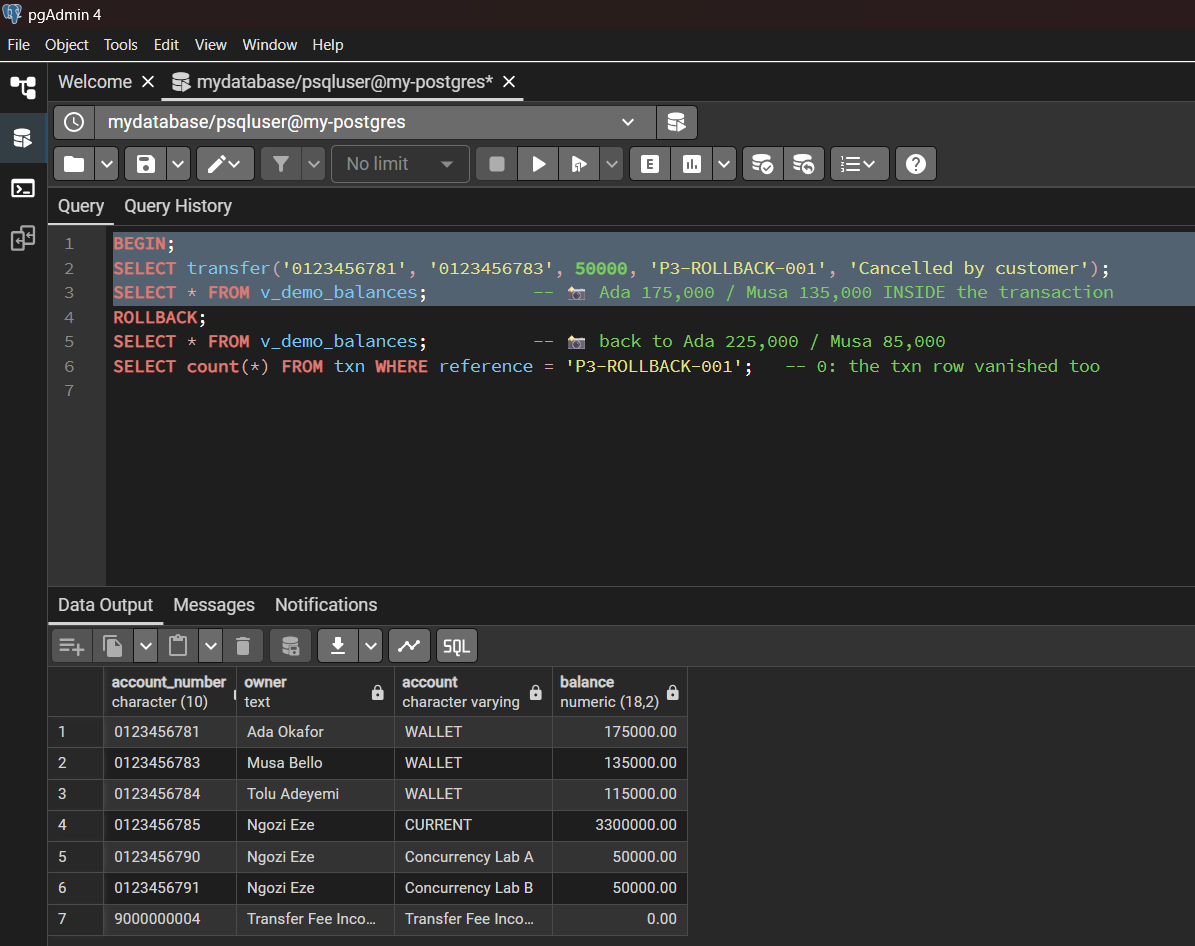 pgAdmin 4
File Object Tools Edit View Window Help
Welcome mydatabase/psqluser@my-postgres*
mydatabase/psqluser@my-postgres
No limit
E
Query Query History
1 BEGIN;
2 SELECT transfer('0123456781', '0123456783', 50000, 'P3-ROLLBACK-001', 'Cancelled by customer');
3 SELECT * FROM v_demo_balances; -- 📸 Ada 175,000 / Musa 135,000 INSIDE the transaction
4 ROLLBACK;
5 SELECT * FROM v_demo_balances; -- 📸 back to Ada 225,000 / Musa 85,000
6 SELECT count(*) FROM txn WHERE reference = 'P3-ROLLBACK-001'; -- 0: the txn row vanished too
7
Data Output Messages Notifications
SQL
account_number owner account balance
character (10) text character varying numeric (18,2)
1 0123456781 Ada Okafor WALLET 175000.00
2 0123456783 Musa Bello WALLET 135000.00
3 0123456784 Tolu Adeyemi WALLET 115000.00
4 0123456785 Ngozi Eze CURRENT 3300000.00
5 0123456790 Ngozi Eze Concurrency Lab A 50000.00
6 0123456791 Ngozi Eze Concurrency Lab B 50000.00
7 9000000004 Transfer Fee Inco... Transfer Fee Inco... 0.00